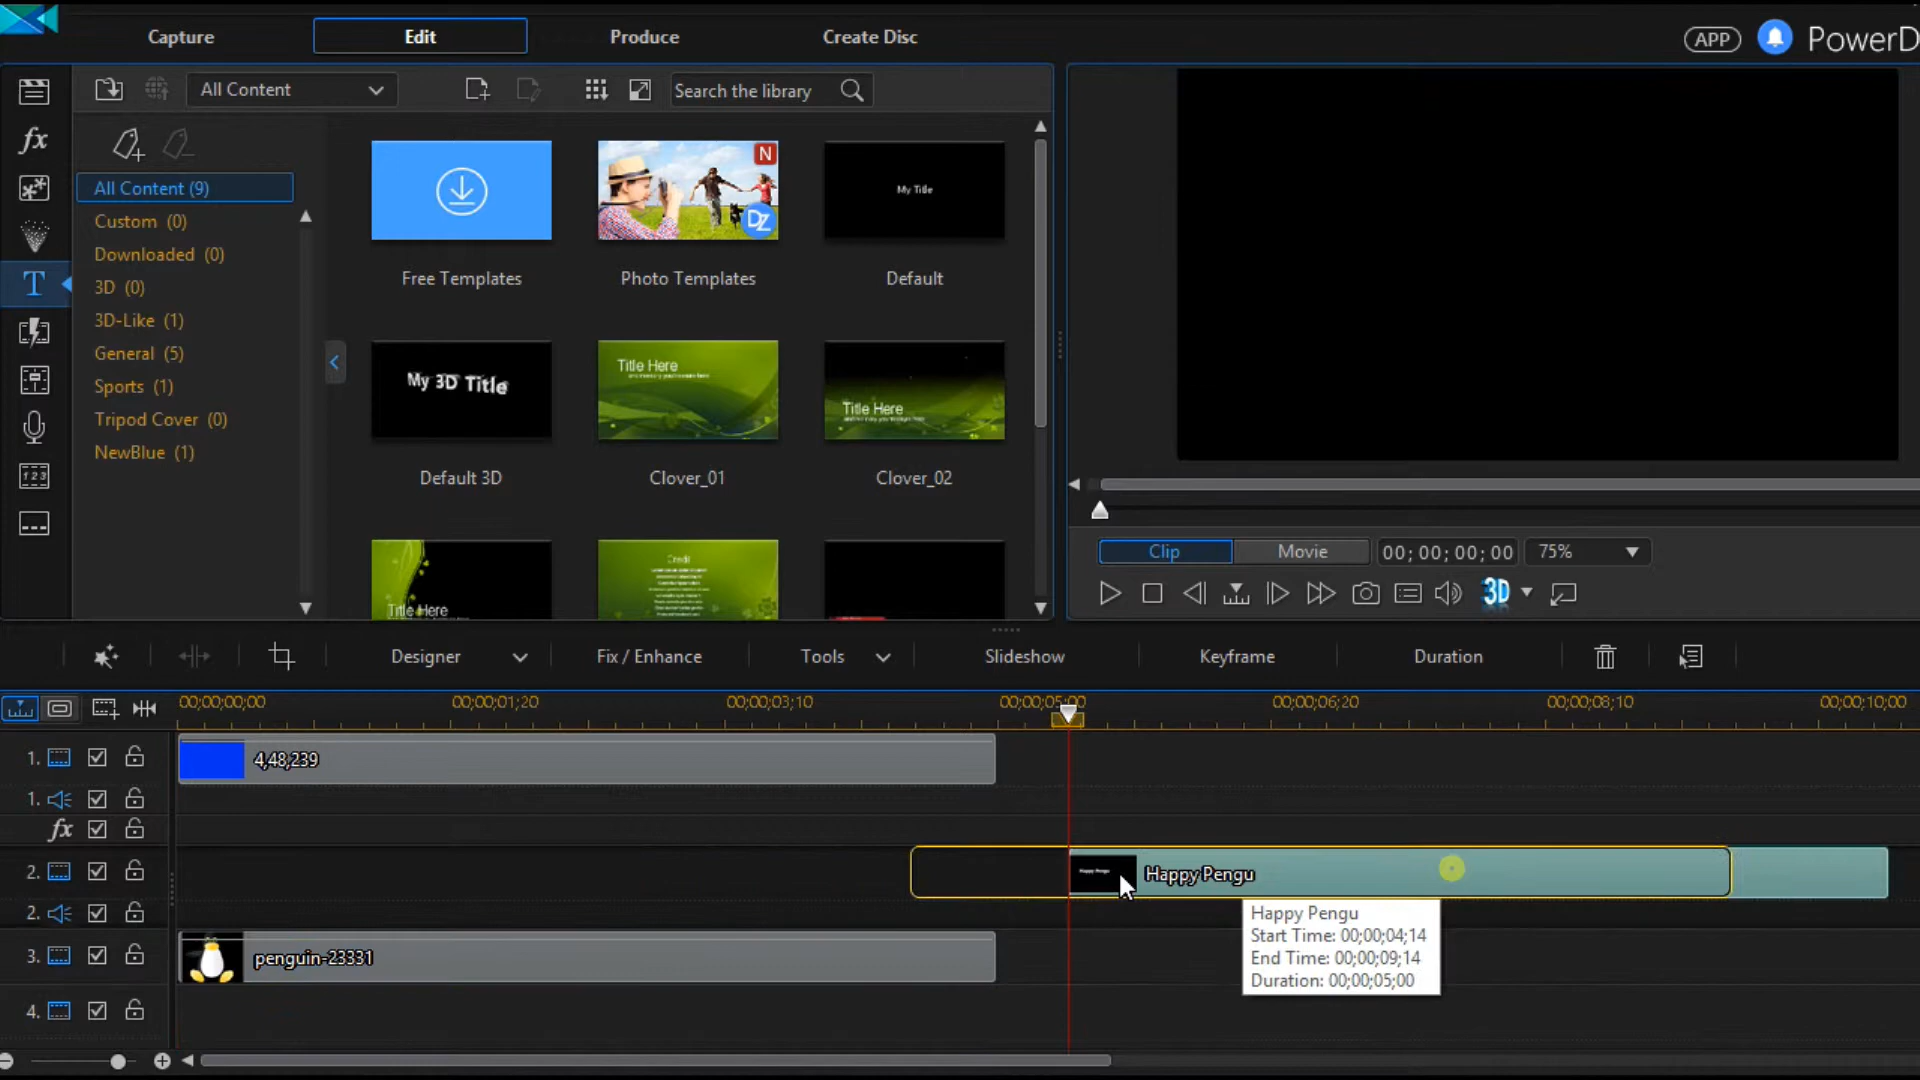 Capture
Edit
Produce
Create Disc
APP
PowerD
All Content
Search the library
fx
All Content (9)
Custom (0)
Downloaded (0)
3D (0)
3D-Like (1)
General (5)
Sports (1)
Tripod Cover (0)
NewBlue (1)
T
123
N
DZ
My Title
Free Templates
Photo Templates
Default
My 3D Title
Title Here
Title Here
Default 3D
Clover_01
Clover_02
Title Here
Credit
Clip
Movie
00; 00; 00; 00
75%
3D
Designer
Fix / Enhance
Tools
Slideshow
Keyframe
Duration
00;00;00;00
00;00;01;20
00;00;03;10
00;00;05;00
00;00;06;20
00;00;08;10
00;00;10;00
1.
4,48,239
1.
fx
2.
Happy Pengu
Happy Pengu
2.
Happy Pengu
Start Time: 00;00;04;14
End Time: 00;00;09;14
Duration: 00;00;05;00
3.
penguin-23331
4.